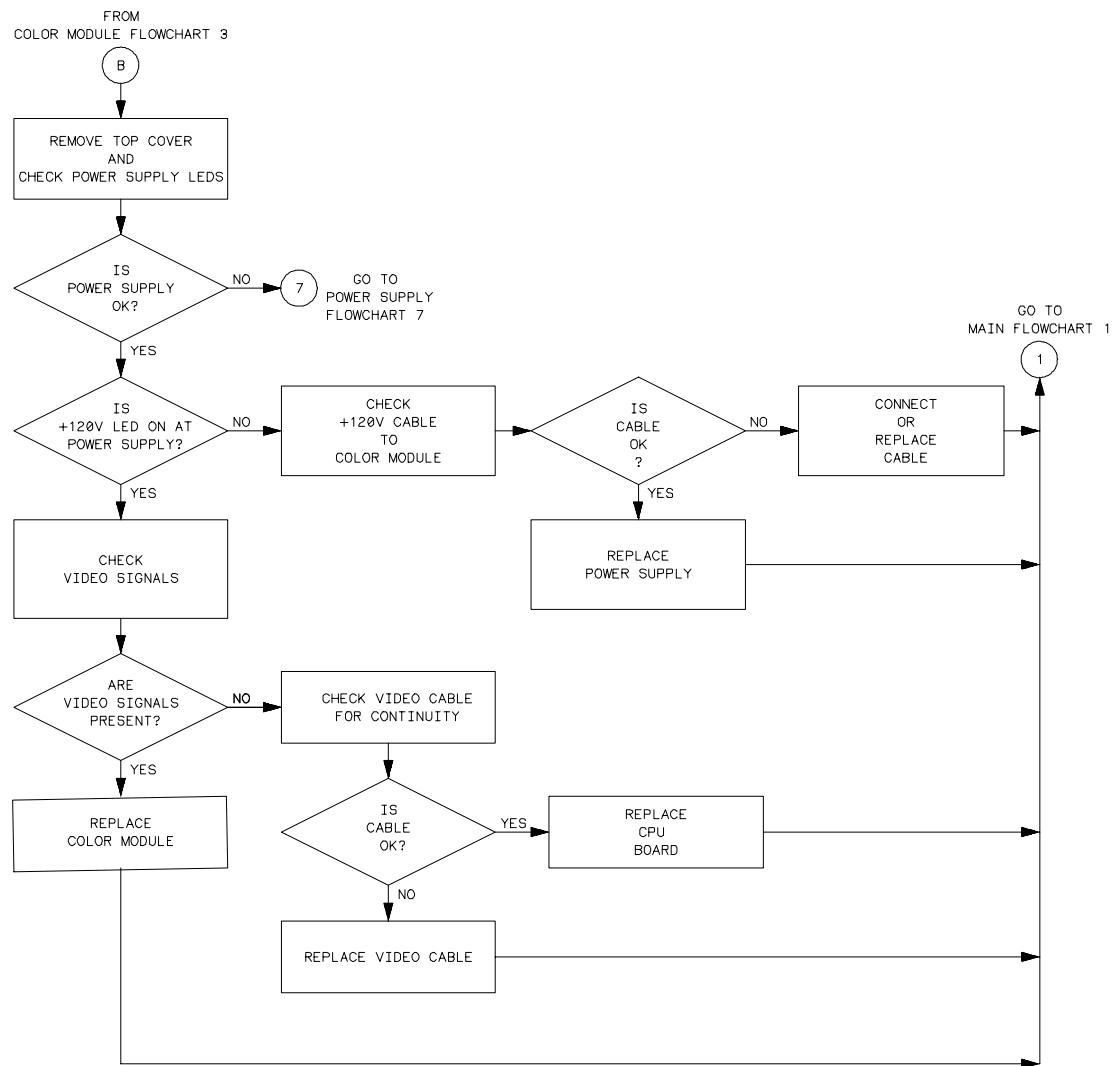 FROM
COLOR MODULE FLOWCHART 3
B
REMOVE TOP COVER
AND
CHECK POWER SUPPLY LEDS
IS
POWER SUPPLY
OK?
NO
7
GO TO
POWER SUPPLY
FLOWCHART 7
YES
GO TO
MAIN FLOWCHART 1
1
IS
+120V LED ON AT
POWER SUPPLY?
NO
CHECK
+120V CABLE
TO
COLOR MODULE
IS
CABLE
OK
?
NO
CONNECT
OR
REPLACE
CABLE
YES
YES
CHECK
VIDEO SIGNALS
REPLACE
POWER SUPPLY
ARE
VIDEO SIGNALS
PRESENT?
NO
CHECK VIDEO CABLE
FOR CONTINUITY
YES
REPLACE
COLOR MODULE
IS
CABLE
OK?
YES
REPLACE
CPU
BOARD
NO
REPLACE VIDEO CABLE